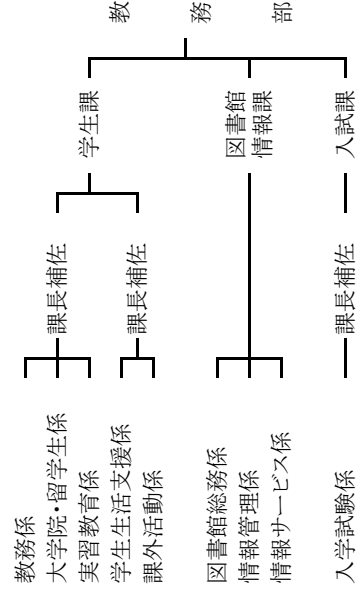 教務部
学生課
図書館
情報課
入試課
課長補佐
課長補佐
課長補佐
教務係
大学院・留学生係
実習教育係
学生生活支援係
課外活動係
図書館総務係
情報管理係
情報サービス係
入学試験係